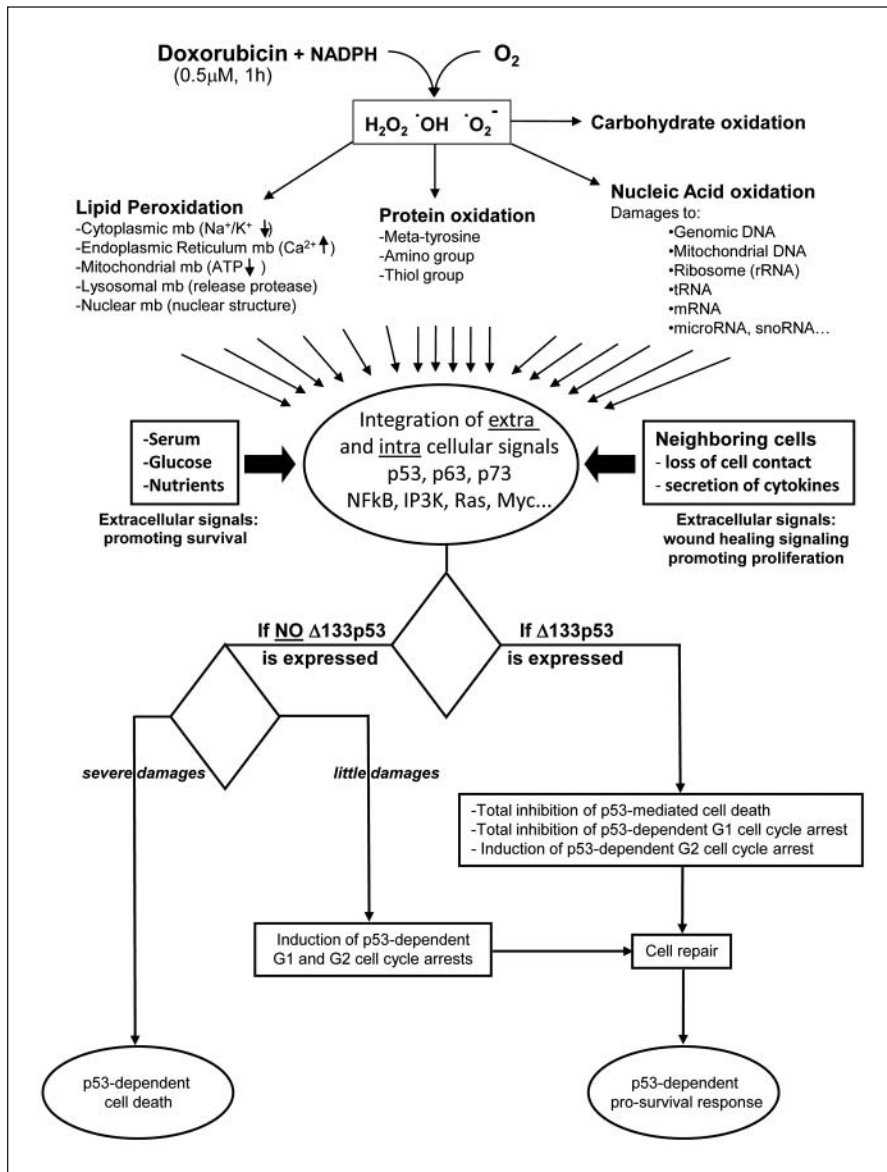 Doxorubicin + NADPH O₂
(0.5µM, 1h)
H₂O₂ ˙OH ˙O₂⁻
Carbohydrate oxidation
Lipid Peroxidation
-Cytoplasmic mb (Na⁺/K⁺ ↓)
-Endoplasmic Reticulum mb (Ca²⁺↑)
-Mitochondrial mb (ATP↓ )
-Lysosomal mb (release protease)
-Nuclear mb (nuclear structure)
Protein oxidation
-Meta-tyrosine
-Amino group
-Thiol group
Nucleic Acid oxidation
Damages to:
•Genomic DNA
•Mitochondrial DNA
•Ribosome (rRNA)
•tRNA
•mRNA
•microRNA, snoRNA…
-Serum
-Glucose
-Nutrients
Extracellular signals:
promoting survival
Integration of extra
and intra cellular signals
p53, p63, p73
NFkB, IP3K, Ras, Myc...
Neighboring cells
- loss of cell contact
- secretion of cytokines
Extracellular signals:
wound healing signaling
promoting proliferation
If NO Δ133p53
is expressed
If Δ133p53
is expressed
severe damages
little damages
-Total inhibition of p53-mediated cell death
-Total inhibition of p53-dependent G1 cell cycle arrest
- Induction of p53-dependent G2 cell cycle arrest
Induction of p53-dependent
G1 and G2 cell cycle arrests
Cell repair
p53-dependent
cell death
p53-dependent
pro-survival response